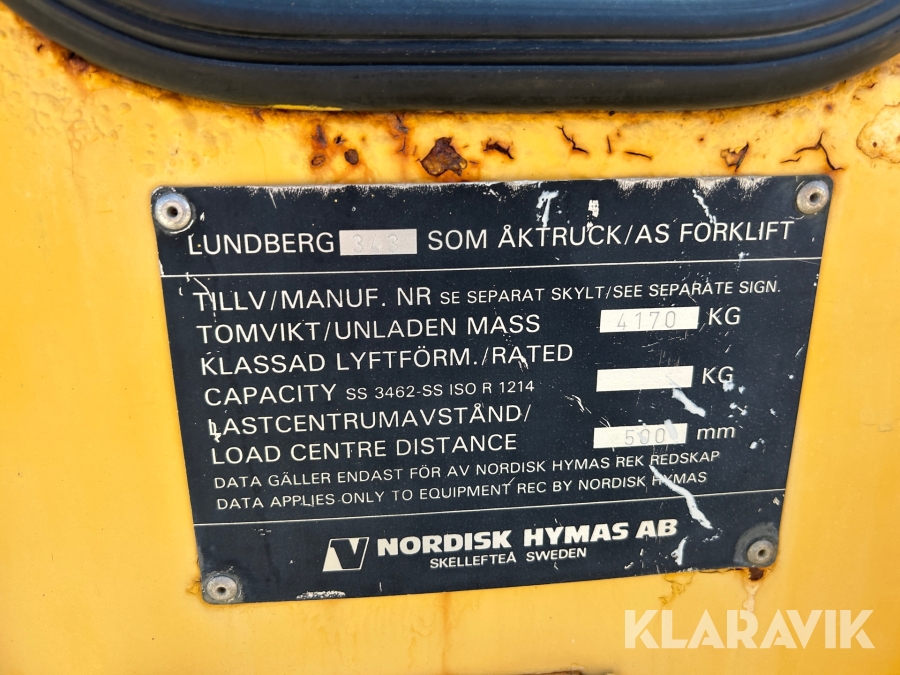 LUNDBERG 343 SOM ÅKTRUCK/AS FORKLIFT
TILLV/MANUF. NR SE SEPARAT SKYLT/SEE SEPARATE SIGN.
TOMVIKT/UNLADEN MASS 4170 KG
KLASSAD LYFTFÖRM./RATED
CAPACITY SS 3462-SS ISO R 1214 KG
LASTCENTRUMAVSTÅND/
LOAD CENTRE DISTANCE 500 mm
DATA GÄLLER ENDAST FÖR AV NORDISK HYMAS REK REDSKAP
DATA APPLIES ONLY TO EQUIPMENT REC BY NORDISK HYMAS
NORDISK HYMAS AB
SKELLEFTEÅ SWEDEN
KLARAVIK